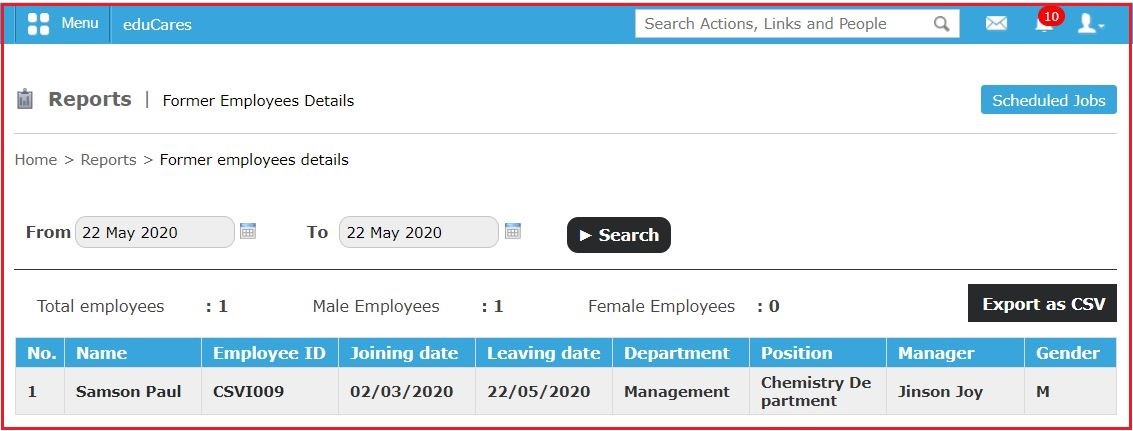 Menu eduCares Search Actions, Links and People 10
Reports | Former Employees Details Scheduled Jobs
Home > Reports > Former employees details
From 22 May 2020 To 22 May 2020 ► Search
Total employees : 1 Male Employees : 1 Female Employees : 0 Export as CSV
No. Name Employee ID Joining date Leaving date Department Position Manager Gender
1 Samson Paul CSVI009 02/03/2020 22/05/2020 Management Chemistry De Jinson Joy M
partment